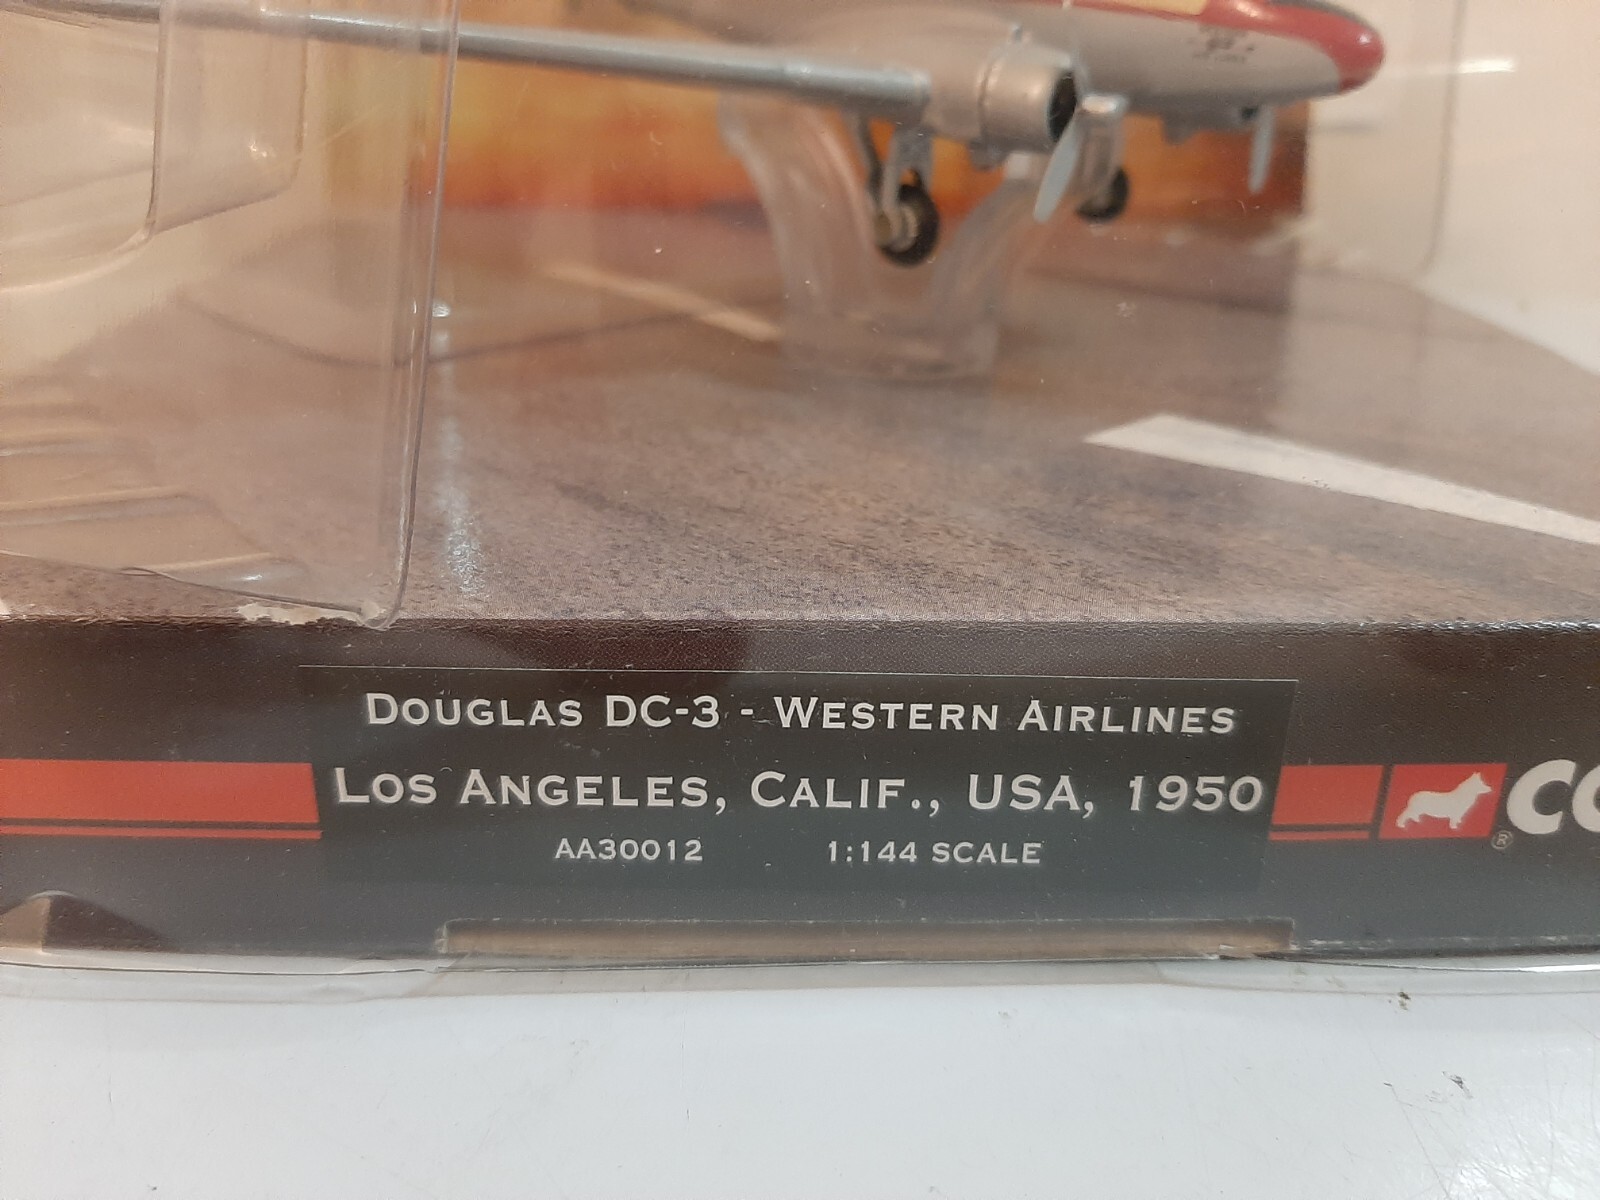 DOUGLAS DC-3 - WESTERN AIRLINES
LOS ANGELES, CALIF., USA, 1950
AA30012 1:144 SCALE
® CO